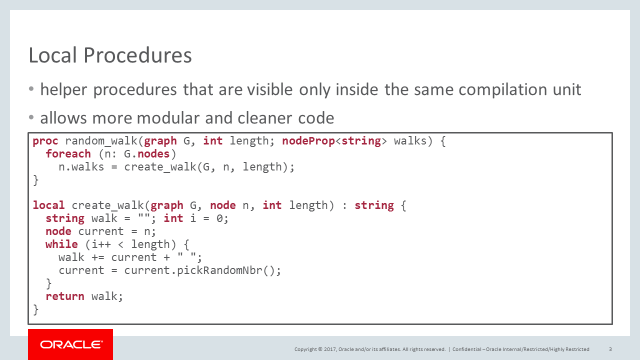 Local Procedures
• helper procedures that are visible only inside the same compilation unit
• allows more modular and cleaner code
proc random_walk(graph G, int length; nodeProp<string> walks) {
  foreach (n: G.nodes)
    n.walks = create_walk(G, n, length);
}
local create_walk(graph G, node n, int length) : string {
  string walk = ""; int i = 0;
  node current = n;
  while (i++ < length) {
    walk += current + " ";
    current = current.pickRandomNbr();
  }
  return walk;
}
ORACLE
Copyright © 2017, Oracle and/or its affiliates. All rights reserved. | Confidential – Oracle Internal/Restricted/Highly Restricted